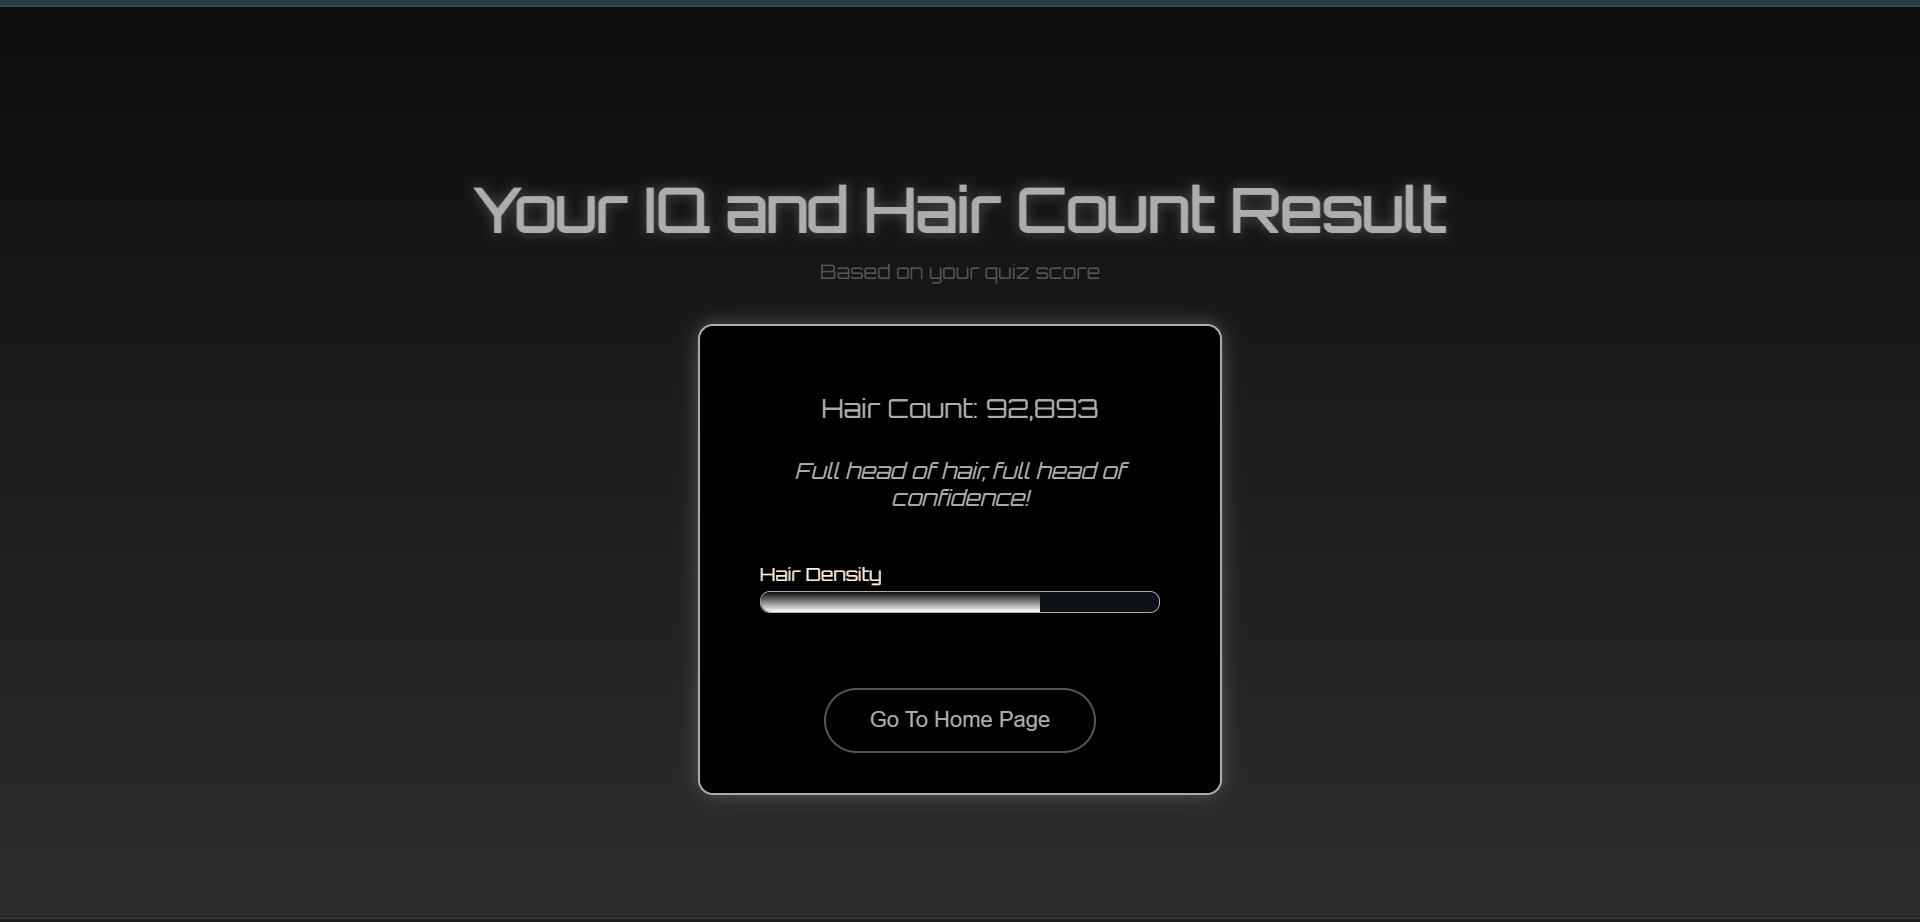 Your IQ and Hair Count Result
Based on your quiz score
Hair Count: 92,893
Full head of hair, full head of
confidence!
Hair Density
Go To Home Page